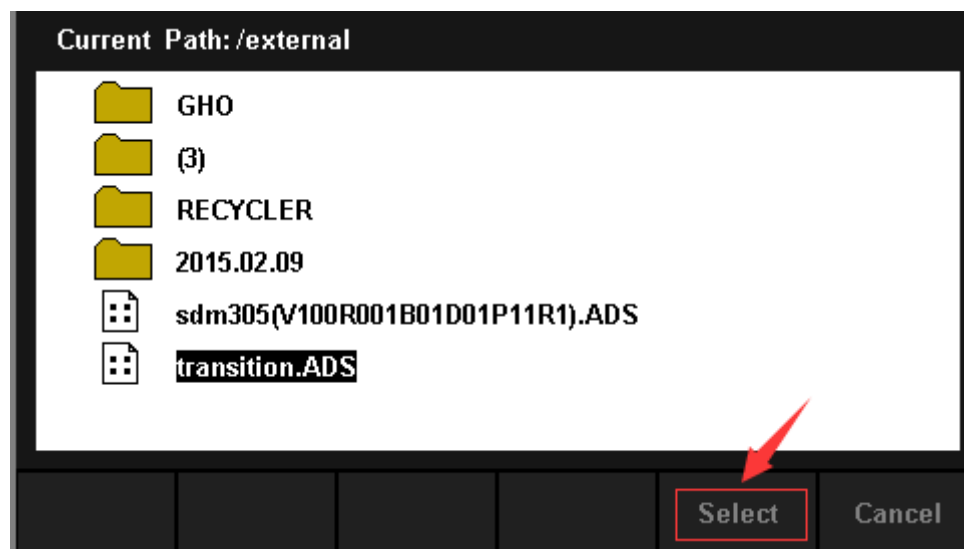 Current Path: /external
GHO
(3)
RECYCLER
2015.02.09
sdm305(V100R001B01D01P11R1).ADS
transition.ADS
Select Cancel